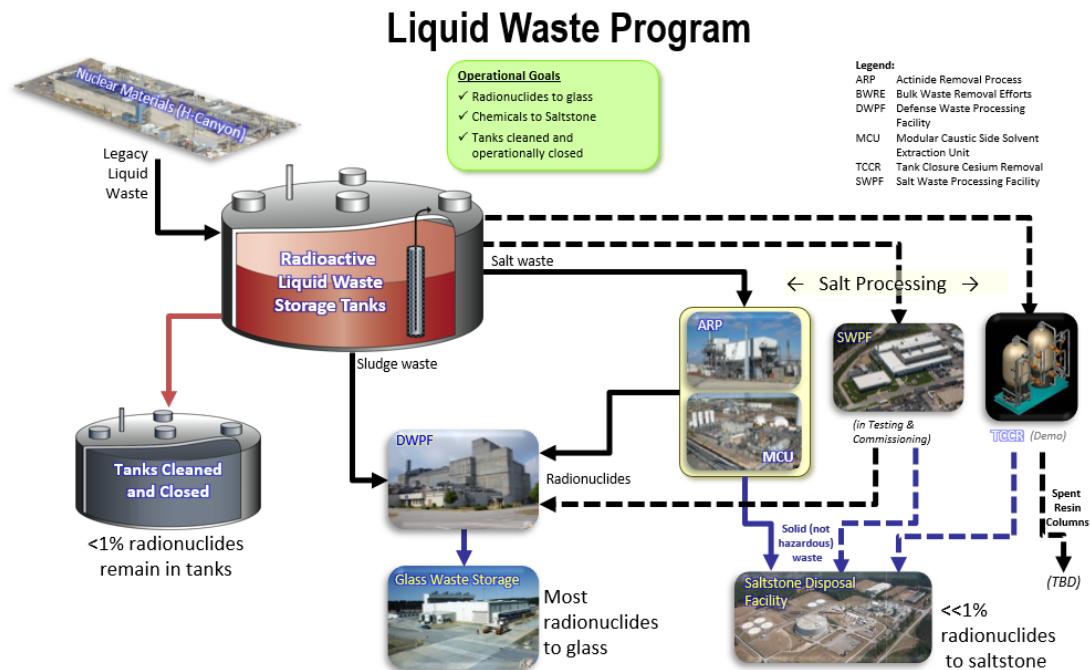 Liquid Waste Program
Nuclear Materials (H-Canyon)
Operational Goals
✓ Radionuclides to glass
✓ Chemicals to Saltstone
✓ Tanks cleaned and
operationally closed
Legend:
ARP Actinide Removal Process
BWRE Bulk Waste Removal Efforts
DWPF Defense Waste Processing
Facility
MCU Modular Caustic Side Solvent
Extraction Unit
TCCR Tank Closure Cesium Removal
SWPF Salt Waste Processing Facility
Legacy
Liquid
Waste
Radioactive
Liquid Waste
Storage Tanks
Salt waste
← Salt Processing →
ARP
MCU
SWPF
(in Testing &
Commissioning)
TCCR (Demo)
Sludge waste
Tanks Cleaned
and Closed
<1% radionuclides
remain in tanks
DWPF
Radionuclides
Solid (not
hazardous)
waste
Spent
Resin
Columns
(TBD)
Glass Waste Storage
Most
radionuclides
to glass
Saltstone Disposal
Facility
<<1%
radionuclides
to saltstone